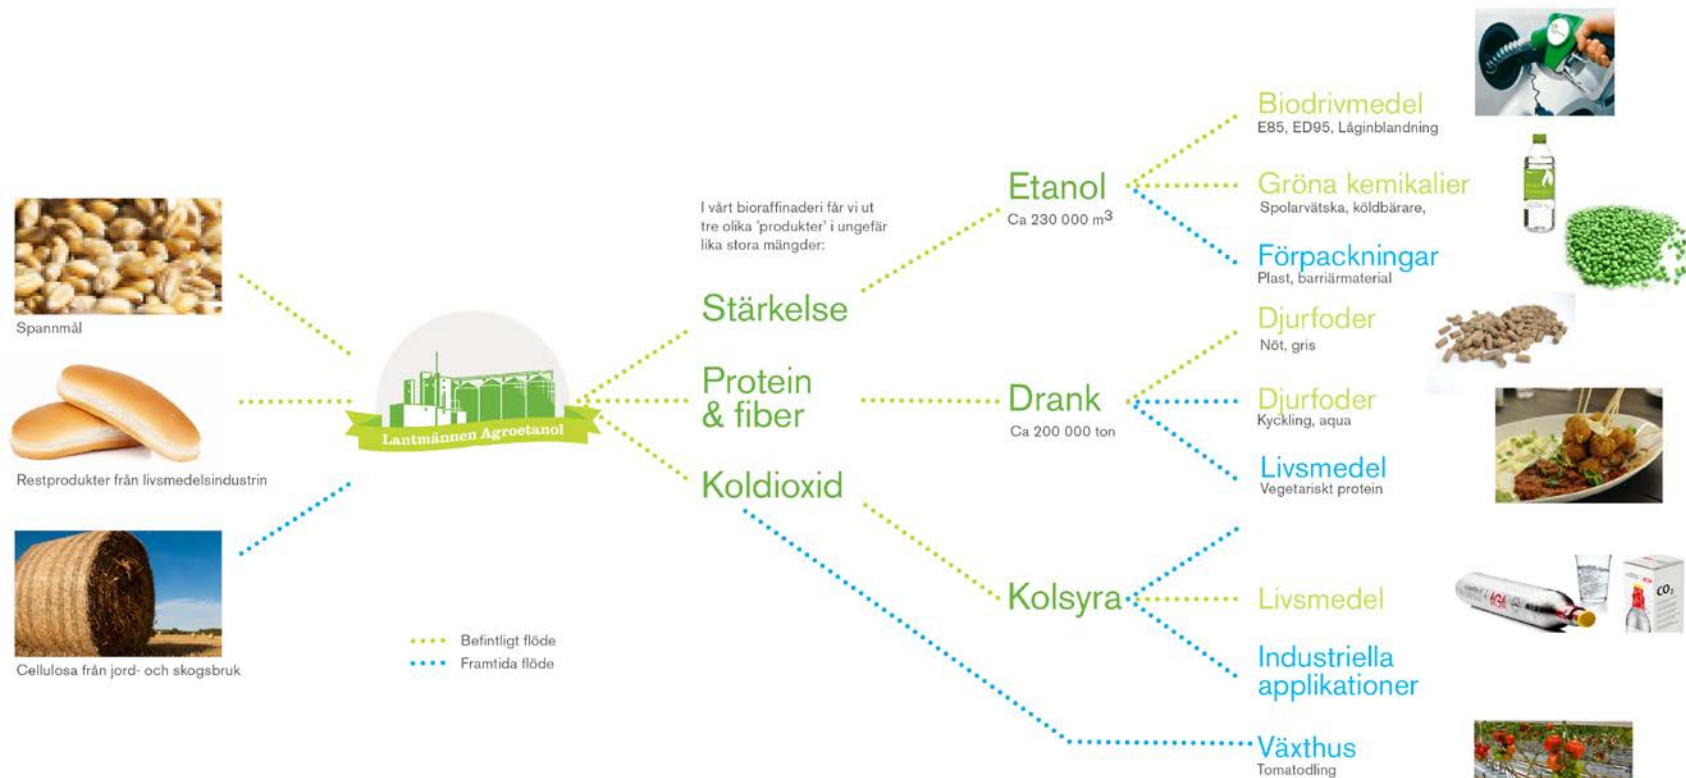 Spannmål
Restprodukter från livsmedelsindustrin
Cellulosa från jord- och skogsbruk
Lantmännen Agroetanol
Befintligt flöde
Framtida flöde
I vårt bioraffinaderi får vi ut
tre olika 'produkter' i ungefär
lika stora mängder:
Stärkelse
Protein
& fiber
Koldioxid
Etanol
Ca 230 000 m³
Drank
Ca 200 000 ton
Kolsyra
Biodrivmedel
E85, ED95, Låginblandning
Gröna kemikalier
Spolarvätska, köldbärare,
Förpackningar
Plast, barriärmaterial
Djurfoder
Nöt, gris
Djurfoder
Kyckling, aqua
Livsmedel
Vegetariskt protein
Livsmedel
Industriella
applikationer
Växthus
Tomatodling
AGA
CO₂